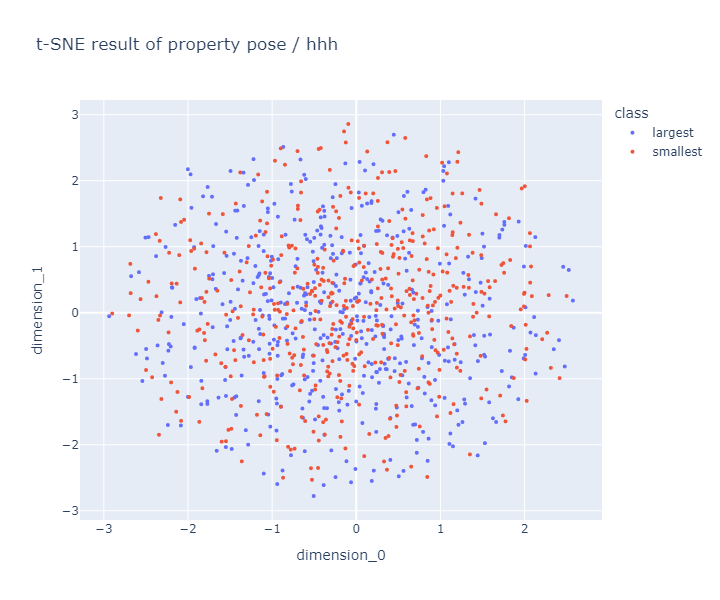 t-SNE result of property pose / hhh
class
largest
smallest
dimension_1
3
2
1
0
−1
−2
−3
−3
−2
−1
0
1
2
dimension_0